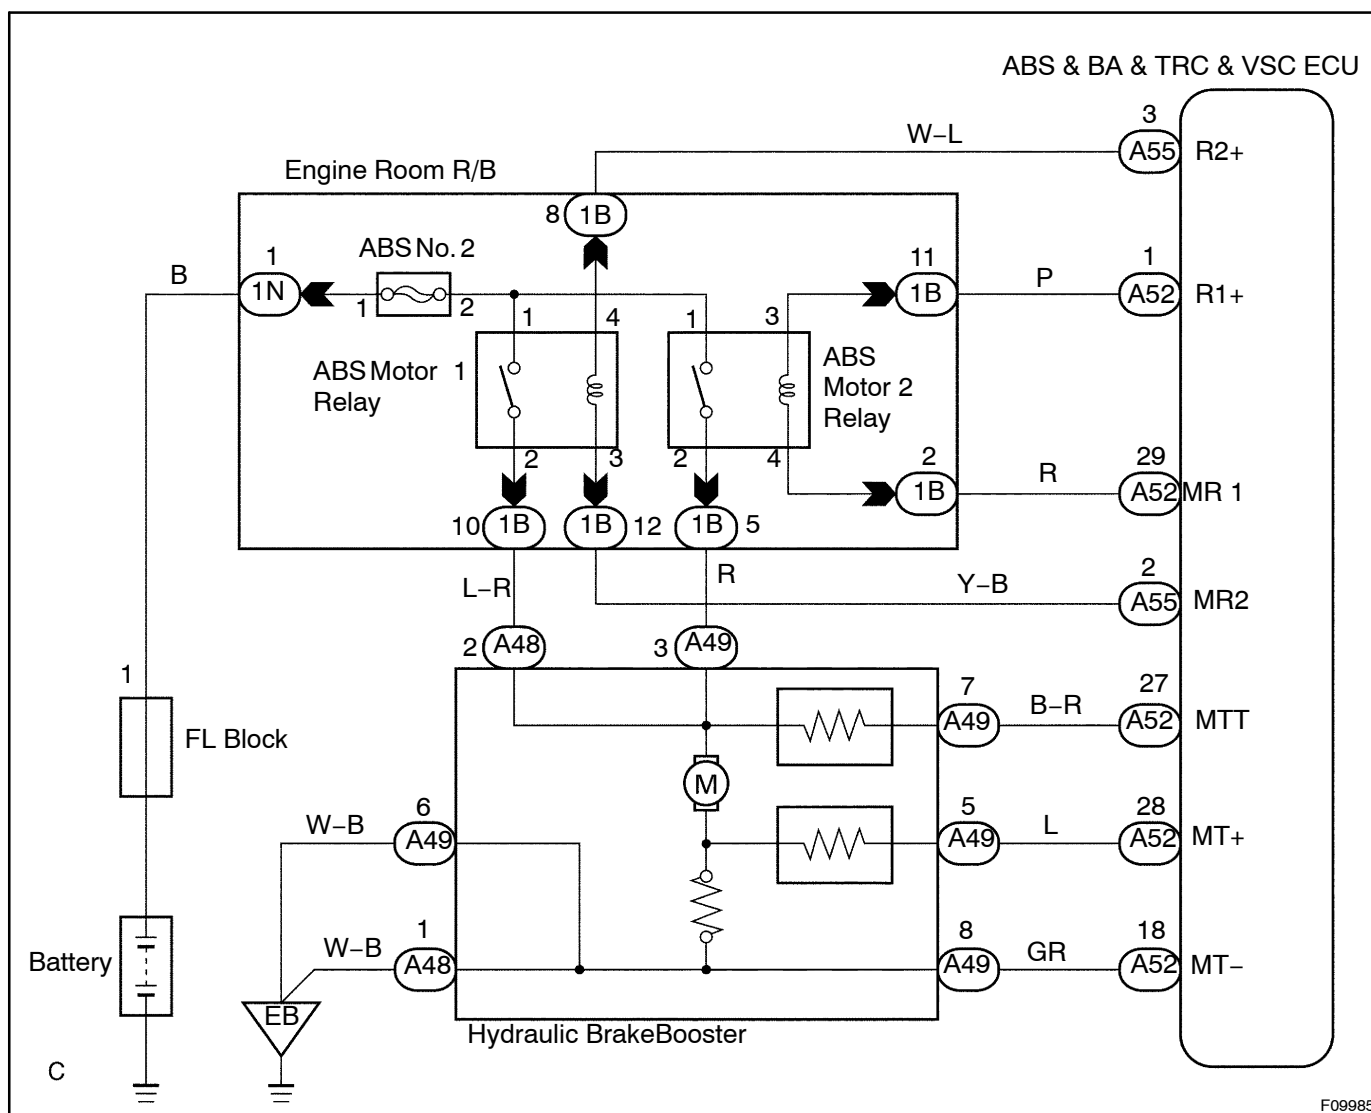 ABS & BA & TRC & VSC ECU
3
W-L
A55 R2+
Engine Room R/B
8 1B
ABS No. 2
1
11
1
B
P
1N
1 2
1B
A52 R1+
1 4
1 3
ABS Motor 1
Relay
ABS
Motor 2
Relay
2 3
2 4
2
29
R
1B
A52 MR 1
10 1B
1B 12
1B 5
L-R
R
2
Y-B
A55 MR2
2 A48
3 A49
1
7
27
B-R
FL Block
A49
A52 MTT
M
6
5
28
W-B
L
A49
A49
A52 MT+
1
8
18
W-B
GR
Battery
A48
A49
A52 MT-
EB
Hydraulic BrakeBooster
C
F09985